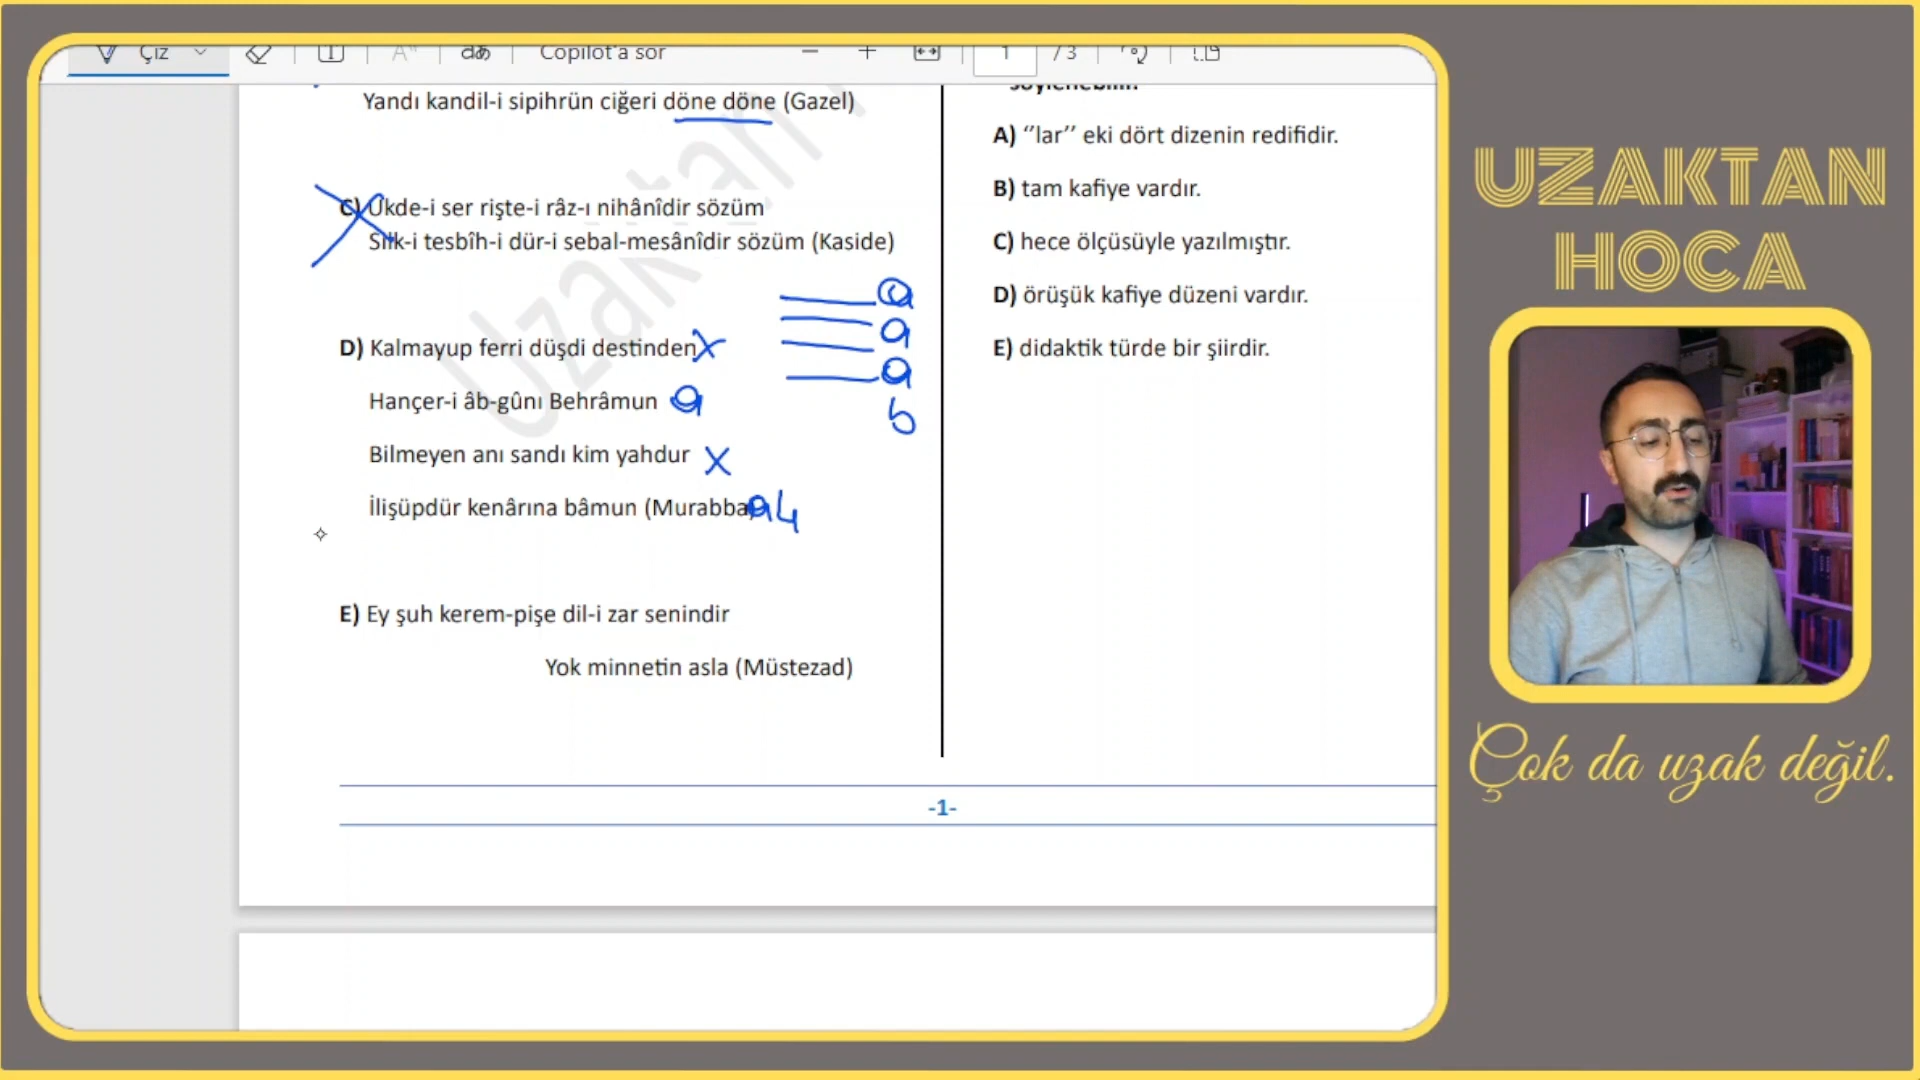 Çiz
Copilot'a sor
1 /3
Yandı kandil-i sipihrün ciğeri döne döne (Gazel)
C) Ukde-i ser rişte-i râz-ı nihânîdir sözüm
Silk-i tesbîh-i dür-i sebal-mesânîdir sözüm (Kaside)
a
a
a
b
D) Kalmayup ferri düşdi destinden x
Hançer-i âb-gûnı Behrâmun a
Bilmeyen anı sandı kim yahdur x
İlişüpdür kenârına bâmun (Murabba) a 4
E) Ey şuh kerem-pişe dil-i zar senindir
Yok minnetin asla (Müstezad)
söylenebilir.
A) ‘’lar’’ eki dört dizenin redifidir.
B) tam kafiye vardır.
C) hece ölçüsüyle yazılmıştır.
D) örüşük kafiye düzeni vardır.
E) didaktik türde bir şiirdir.
-1-
Uzaktan
UZAKTAN
HOCA
Çok da uzak değil.